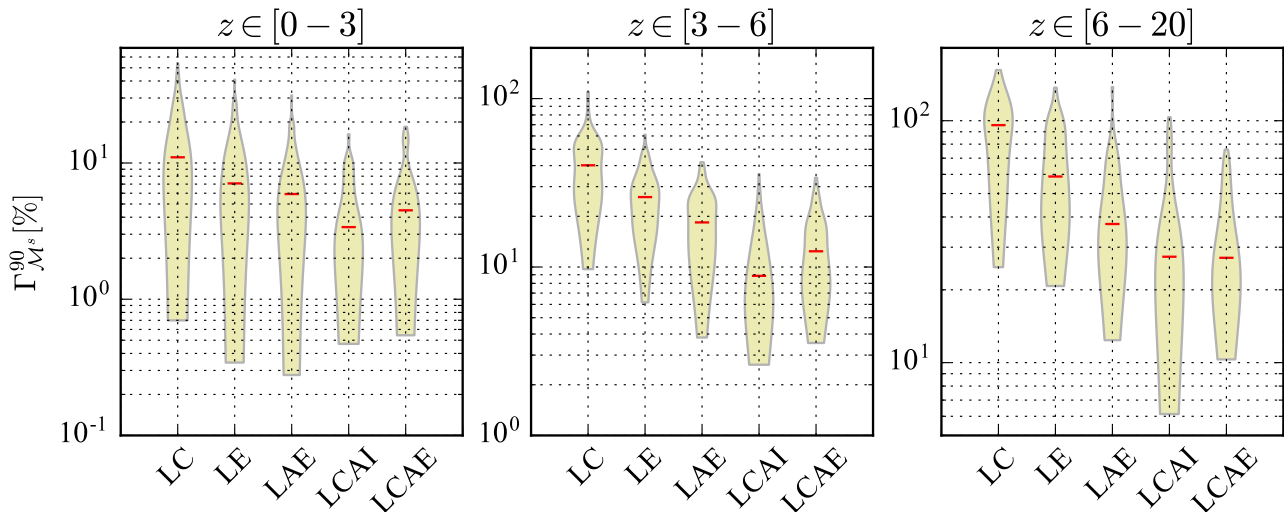 z ∈ [0 − 3]
z ∈ [3 − 6]
z ∈ [6 − 20]
Γ^{90}_{ℳ^s} [%]
10^1
10^0
10^{-1}
LC LE LAE LCAI LCAE
10^2
10^1
10^0
LC LE LAE LCAI LCAE
10^2
10^1
LC LE LAE LCAI LCAE